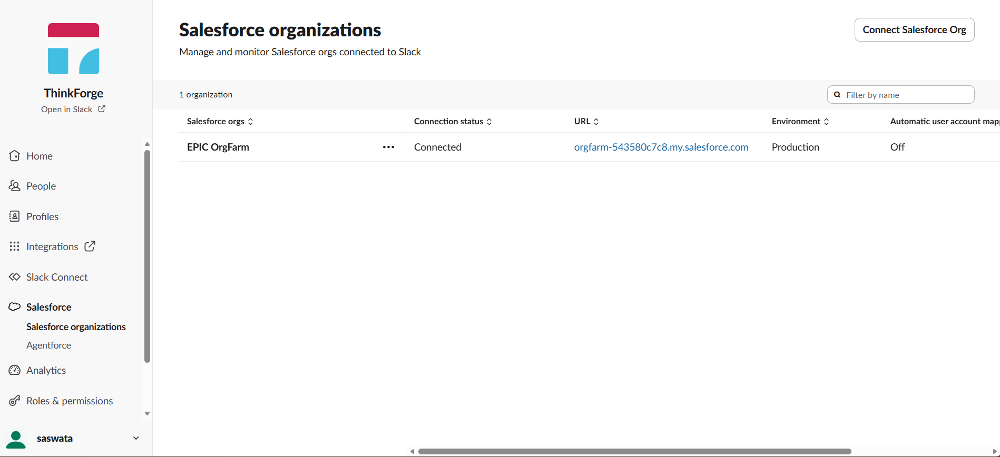 ThinkForge
Open in Slack
Home
People
Profiles
Integrations
Slack Connect
Salesforce
Salesforce organizations
Agentforce
Analytics
Roles & permissions
saswata
Salesforce organizations
Connect Salesforce Org
Manage and monitor Salesforce orgs connected to Slack
1 organization
Filter by name
Salesforce orgs Connection status URL Environment Automatic user account
EPIC OrgFarm ••• Connected orgfarm-543580c7c8.my.salesforce.com Production Off